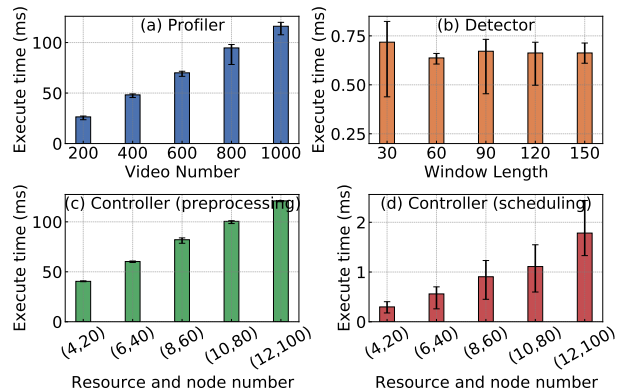 (a) Profiler
Execute time (ms)
100
50
0
200 400 600 800 1000
Video Number
(b) Detector
Execute time (ms)
0.75
0.50
0.25
30 60 90 120 150
Window Length
(c) Controller (preprocessing)
Execute time (ms)
100
50
0
(4,20) (6,40) (8,60) (10,80) (12,100)
Resource and node number
(d) Controller (scheduling)
Execute time (ms)
2
1
0
(4,20) (6,40) (8,60) (10,80) (12,100)
Resource and node number